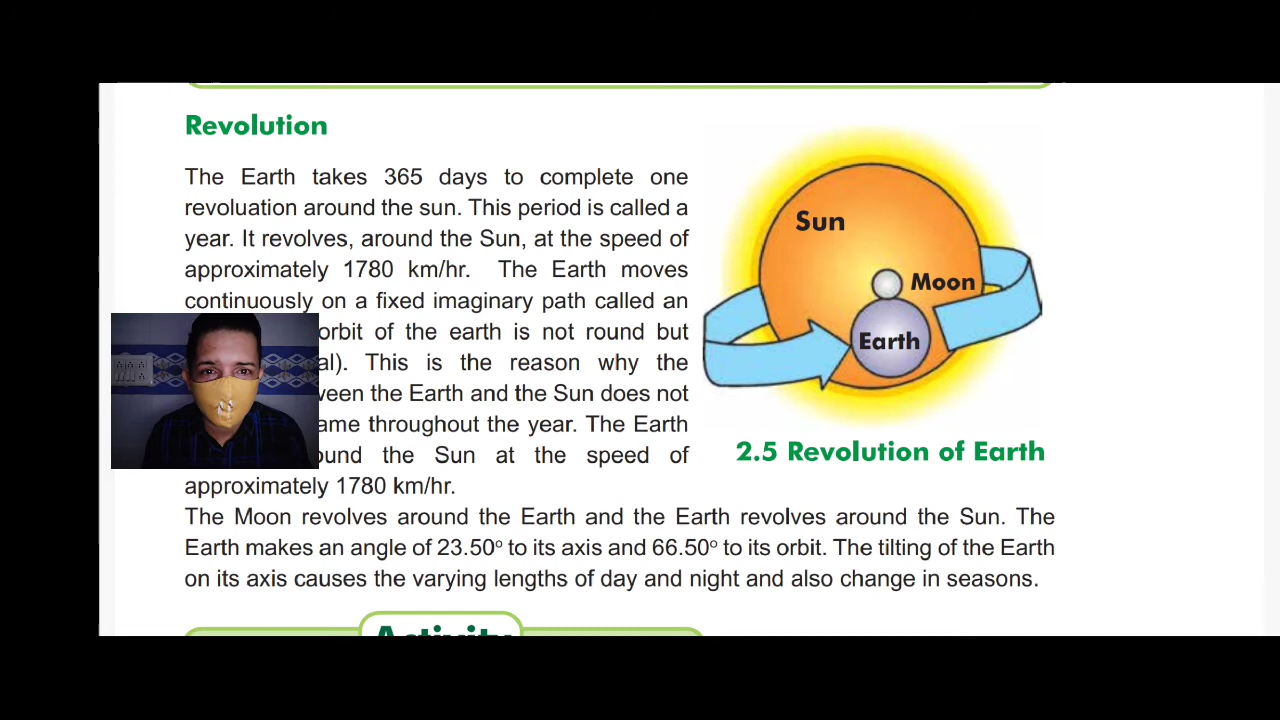 Revolution
The Earth takes 365 days to complete one
revoluation around the sun. This period is called a
year. It revolves, around the Sun, at the speed of
approximately 1780 km/hr. The Earth moves
continuously on a fixed imaginary path called an
orbit of the earth is not round but
al). This is the reason why the
ween the Earth and the Sun does not
ame throughout the year. The Earth
ound the Sun at the speed of
approximately 1780 km/hr.
The Moon revolves around the Earth and the Earth revolves around the Sun. The
Earth makes an angle of 23.50° to its axis and 66.50° to its orbit. The tilting of the Earth
on its axis causes the varying lengths of day and night and also change in seasons.
Sun
Moon
Earth
2.5 Revolution of Earth
Activity